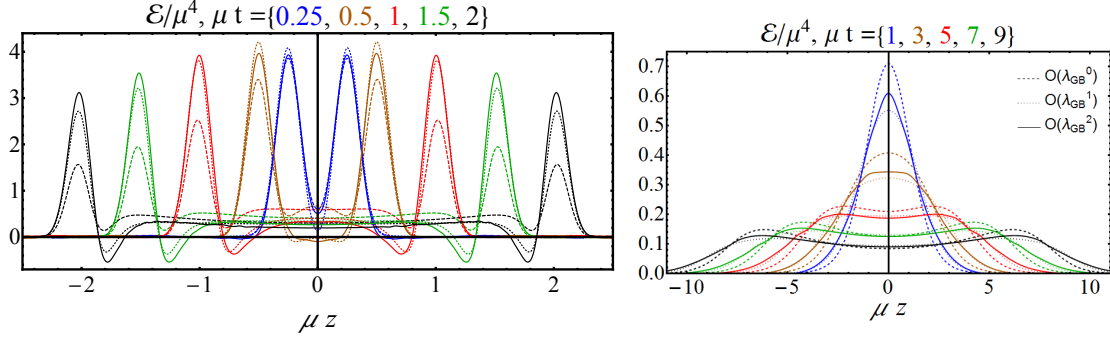 ℰ/μ⁴, μ t ={0.25, 0.5, 1, 1.5, 2}
4
3
2
1
0
−2 −1 0 1 2
μ z
ℰ/μ⁴, μ t ={1, 3, 5, 7, 9}
0.7
0.6
0.5
0.4
0.3
0.2
0.1
0.0
O(λGB⁰)
O(λGB¹)
O(λGB²)
−10 −5 0 5 10
μ z